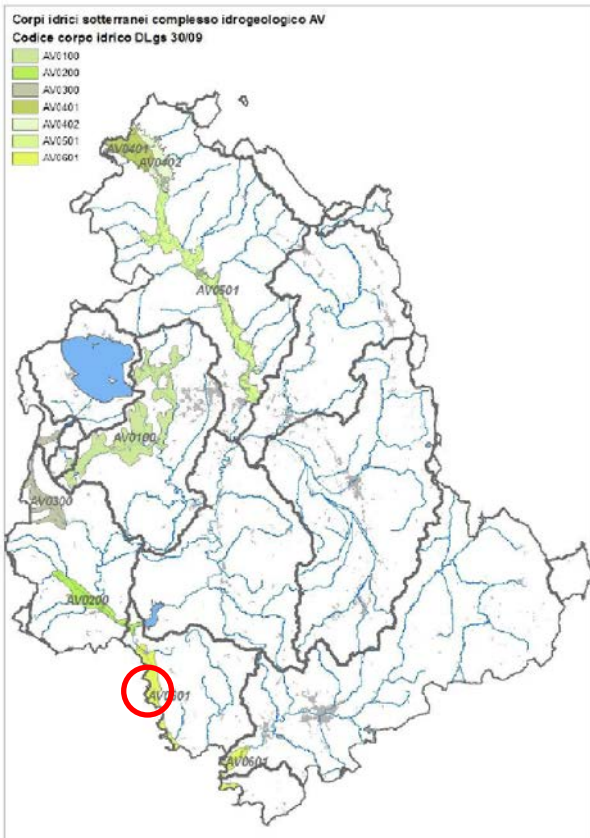 Corpi idrici sotterranei complesso idrogeologico AV
Codice corpo idrico DLgs 30/09
AV0100
AV0200
AV0300
AV0401
AV0402
AV0501
AV0601
AV0401
AV0402
AV0501
AV0100
AV0300
AV0200
AV0601
AV0601